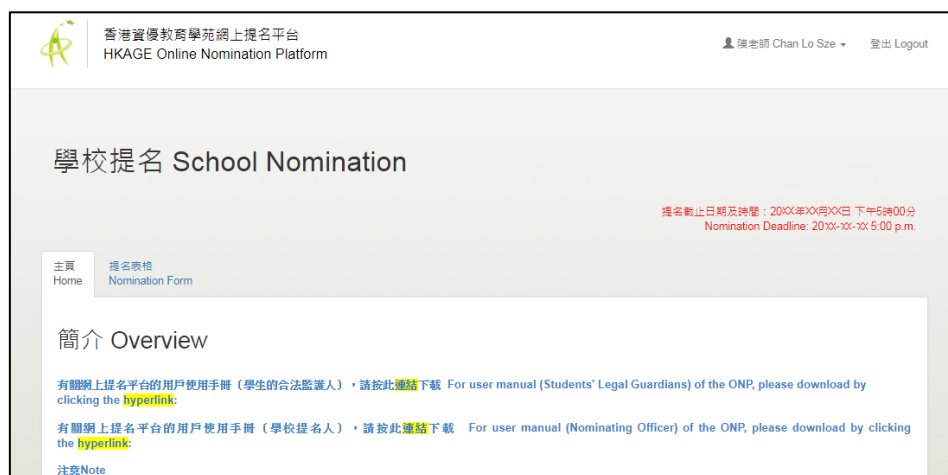 香港資優教育學苑網上提名平台
HKAGE Online Nomination Platform
陳老師 Chan Lo Sze
登出 Logout
學校提名 School Nomination
提名截止日期及時間：20XX年XX月XX日 下午5時00分
Nomination Deadline: 20XX-XX-XX 5:00 p.m.
主頁
Home
提名表格
Nomination Form
簡介 Overview
有關網上提名平台的用戶使用手冊（學生的合法監護人），請按此連結下載 For user manual (Students' Legal Guardians) of the ONP, please download by
clicking the hyperlink:
有關網上提名平台的用戶使用手冊（學校提名人），請按此連結下載 For user manual (Nominating Officer) of the ONP, please download by clicking
the hyperlink:
注意Note